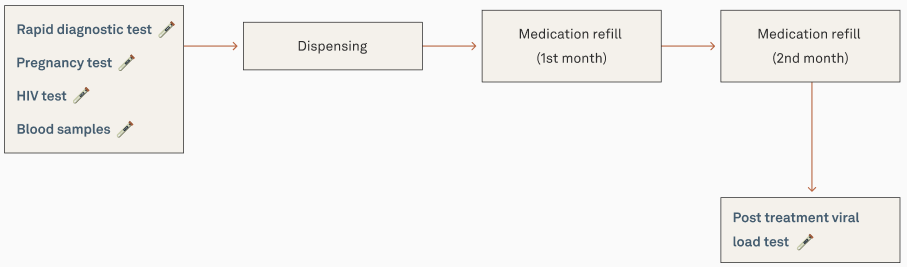 Rapid diagnostic test
Pregnancy test
HIV test
Blood samples
Dispensing
Medication refill
(1st month)
Medication refill
(2nd month)
Post treatment viral
load test